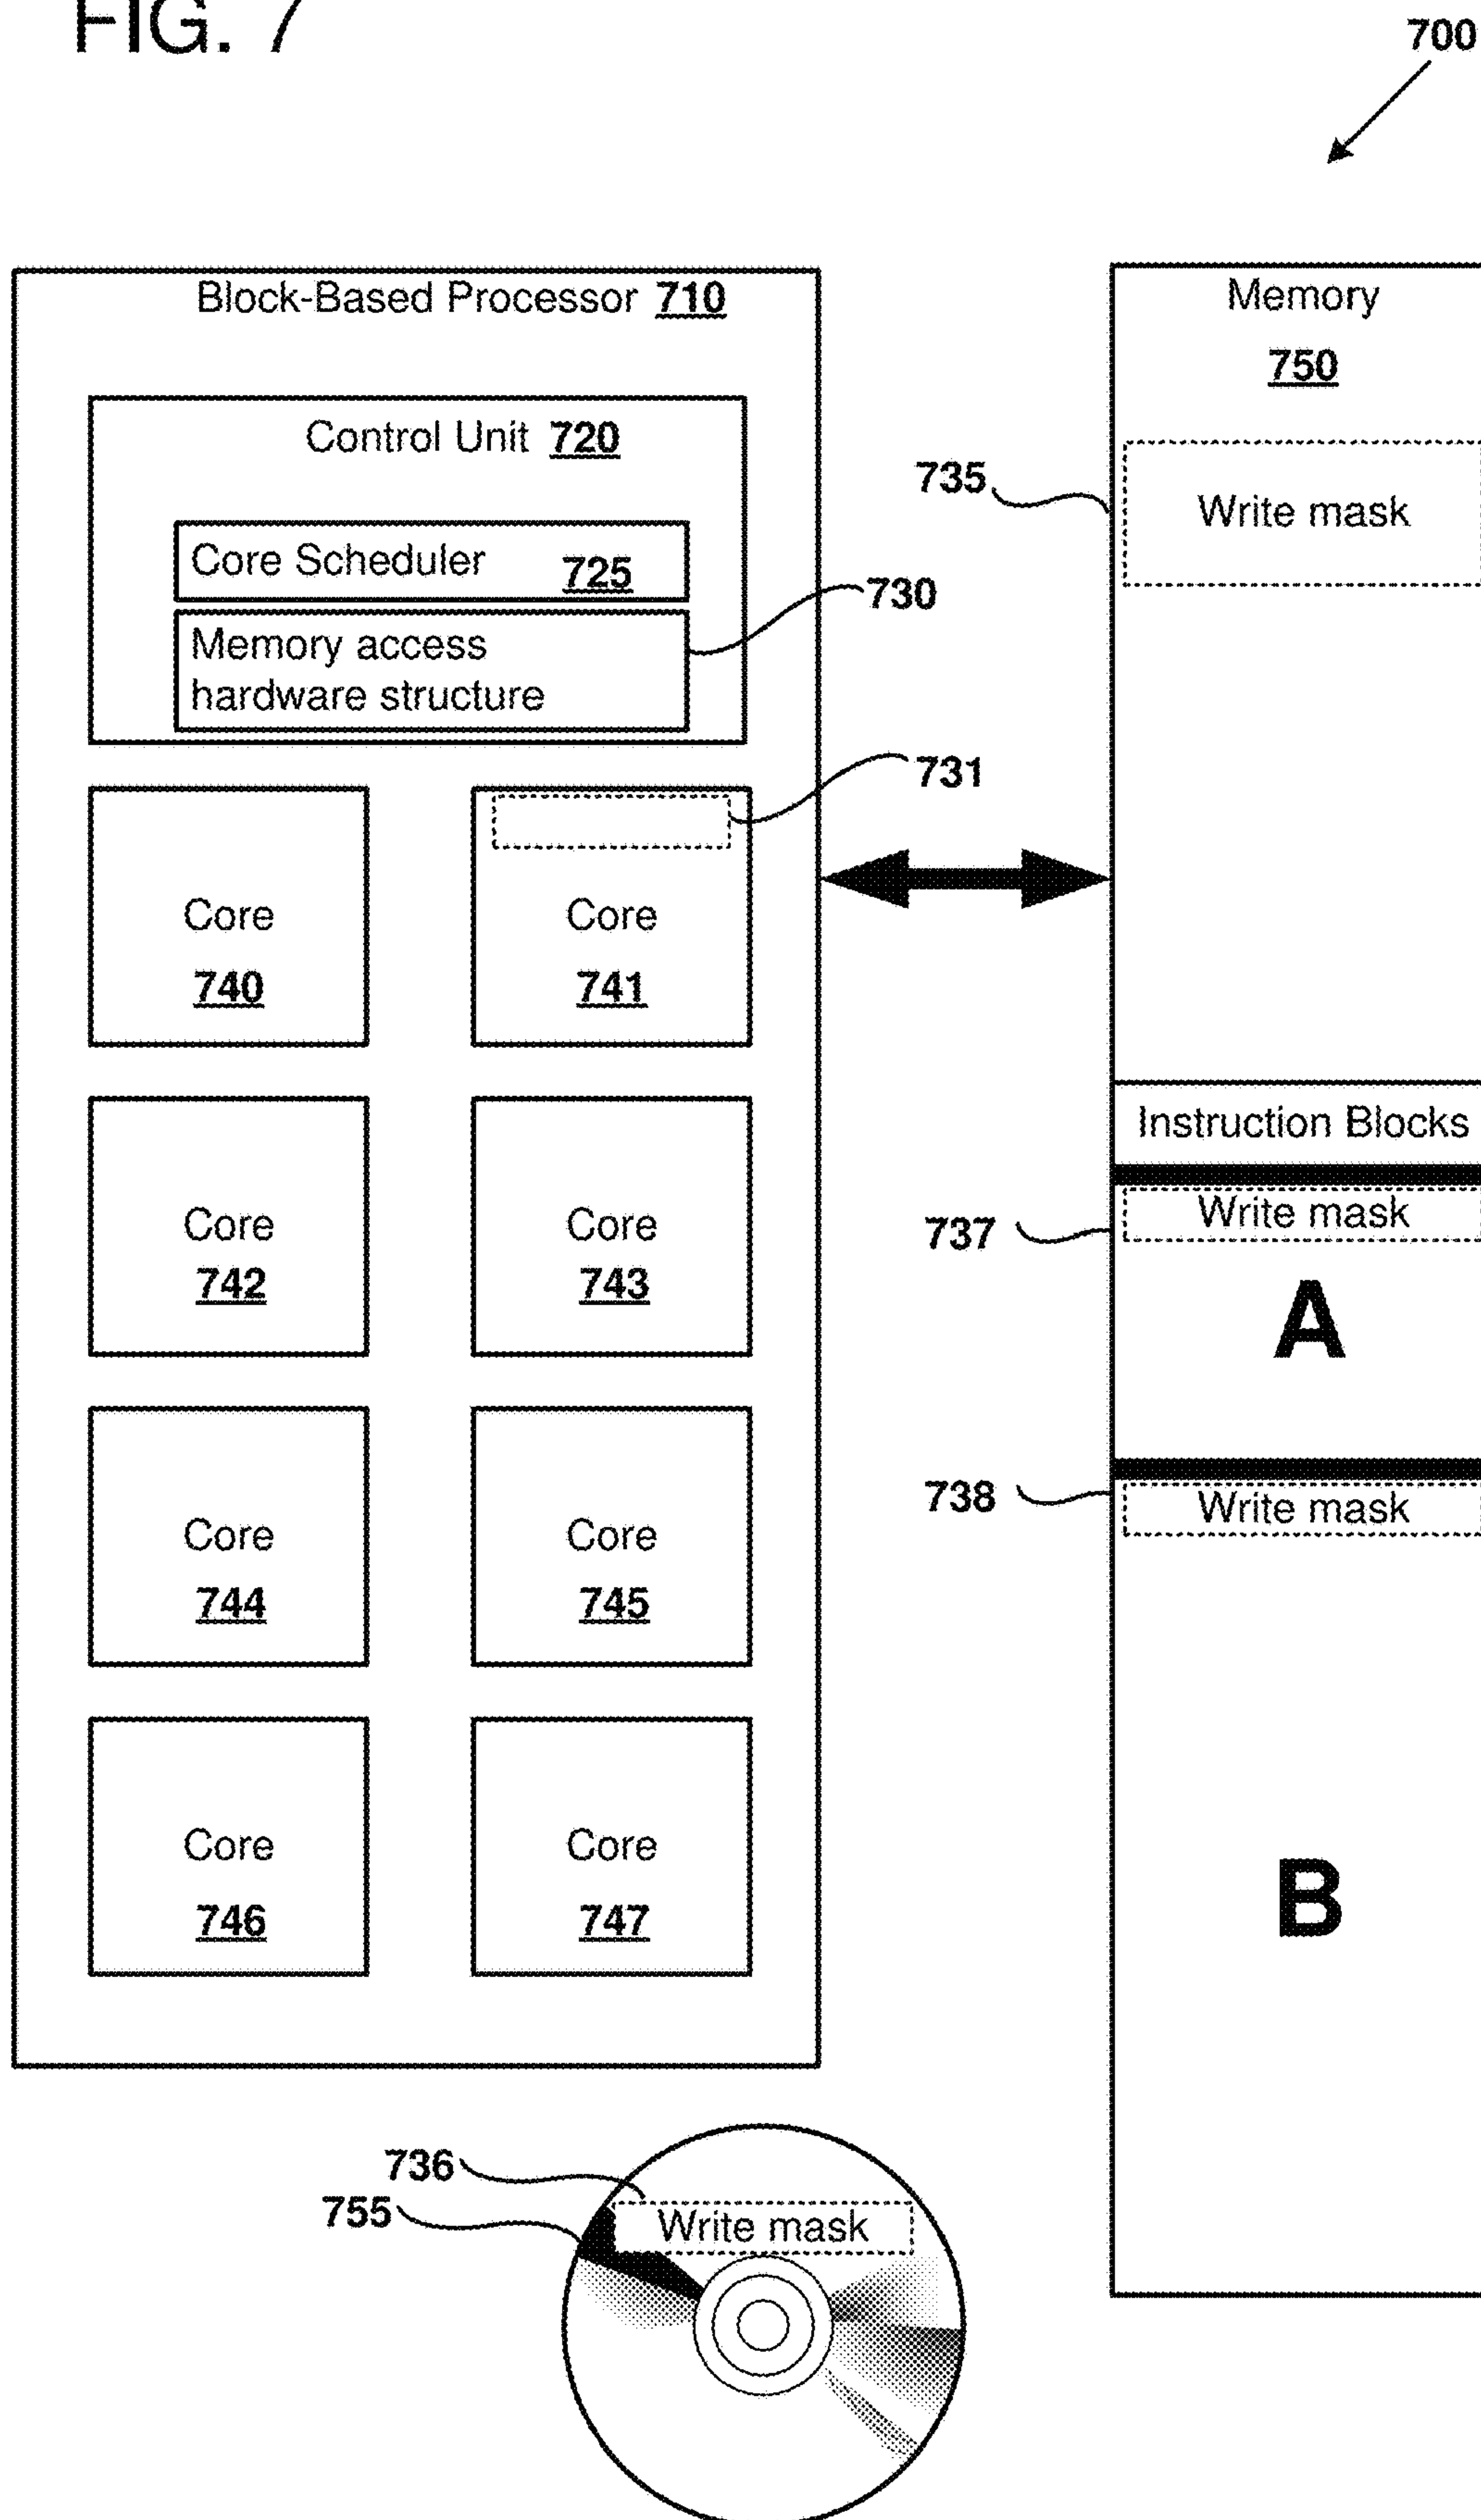 FIG. 7
700
Block-Based Processor 710
Control Unit 720
Core Scheduler 725
Memory access
hardware structure
730
731
Core
740
Core
741
Core
742
Core
743
Core
744
Core
745
Core
746
Core
747
Memory
750
735
Write mask
Instruction Blocks
737
Write mask
A
738
Write mask
B
736
755
Write mask